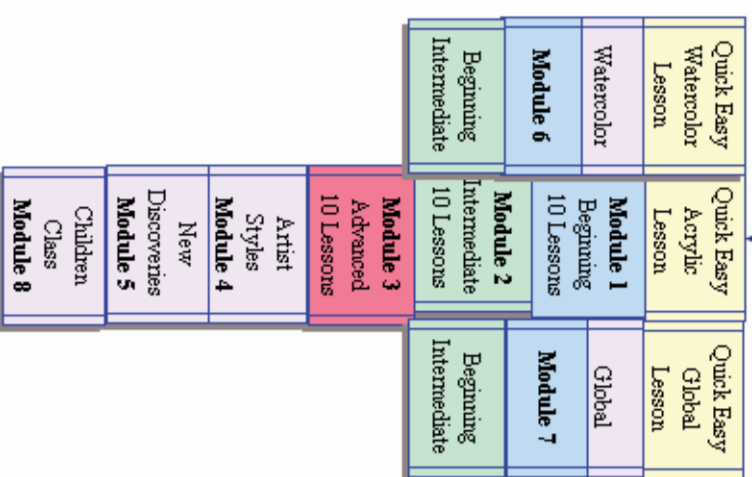 Quick Easy
Watercolor
Lesson
Watercolor
Module 6
Beginning
Intermediate
Quick Easy
Acrylic
Lesson
Module 1
Beginning
10 Lessons
Module 2
Intermediate
10 Lessons
Module 3
Advanced
10 Lessons
Artist
Styles
Module 4
New
Discoveries
Module 5
Children
Class
Module 8
Quick Easy
Global
Lesson
Global
Module 7
Beginning
Intermediate